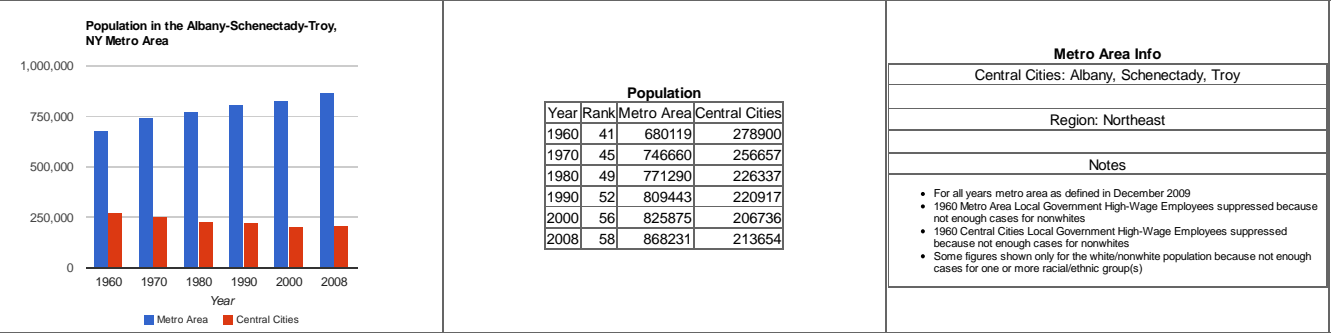 Population in the Albany-Schenectady-Troy,
NY Metro Area
1,000,000
750,000
500,000
250,000
0
1960 1970 1980 1990 2000 2008
Year
Metro Area Central Cities
Population
Year Rank Metro Area Central Cities
1960 41 680119 278900
1970 45 746660 256657
1980 49 771290 226337
1990 52 809443 220917
2000 56 825875 206736
2008 58 868231 213654
Metro Area Info
Central Cities: Albany, Schenectady, Troy
Region: Northeast
Notes
For all years metro area as defined in December 2009
1960 Metro Area Local Government High-Wage Employees suppressed because
not enough cases for nonwhites
1960 Central Cities Local Government High-Wage Employees suppressed
because not enough cases for nonwhites
Some figures shown only for the white/nonwhite population because not enough
cases for one or more racial/ethnic group(s)